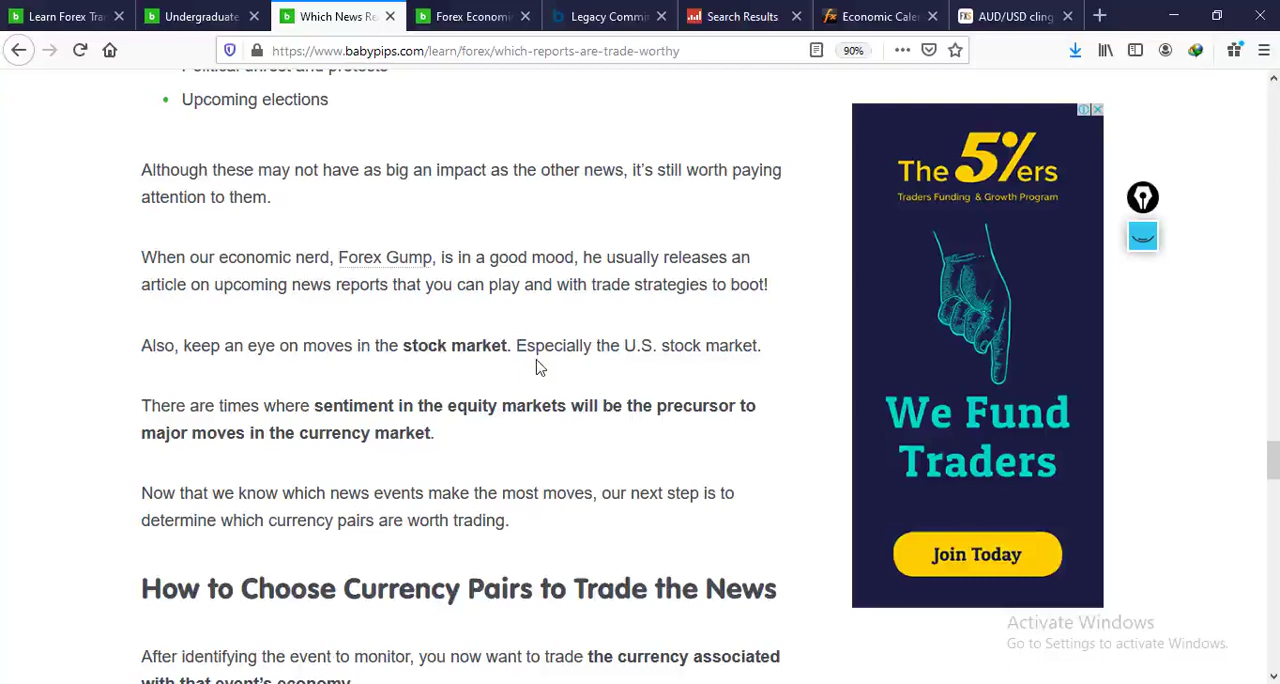 Learn Forex Tra
Undergraduate
Which News Re
Forex Economi
Legacy Commi
Search Results
Economic Cale
AUD/USD cling
https://www.babypips.com/learn/forex/which-reports-are-trade-worthy
90%
Political unrest and protests
Upcoming elections
Although these may not have as big an impact as the other news, it's still worth paying
attention to them.
When our economic nerd, Forex Gump, is in a good mood, he usually releases an
article on upcoming news reports that you can play and with trade strategies to boot!
Also, keep an eye on moves in the stock market. Especially the U.S. stock market.
There are times where sentiment in the equity markets will be the precursor to
major moves in the currency market.
Now that we know which news events make the most moves, our next step is to
determine which currency pairs are worth trading.
How to Choose Currency Pairs to Trade the News
After identifying the event to monitor, you now want to trade the currency associated
with that event's economy.
The 5%ers
Traders Funding & Growth Program
We Fund
Traders
Join Today
Activate Windows
Go to Settings to activate Windows.